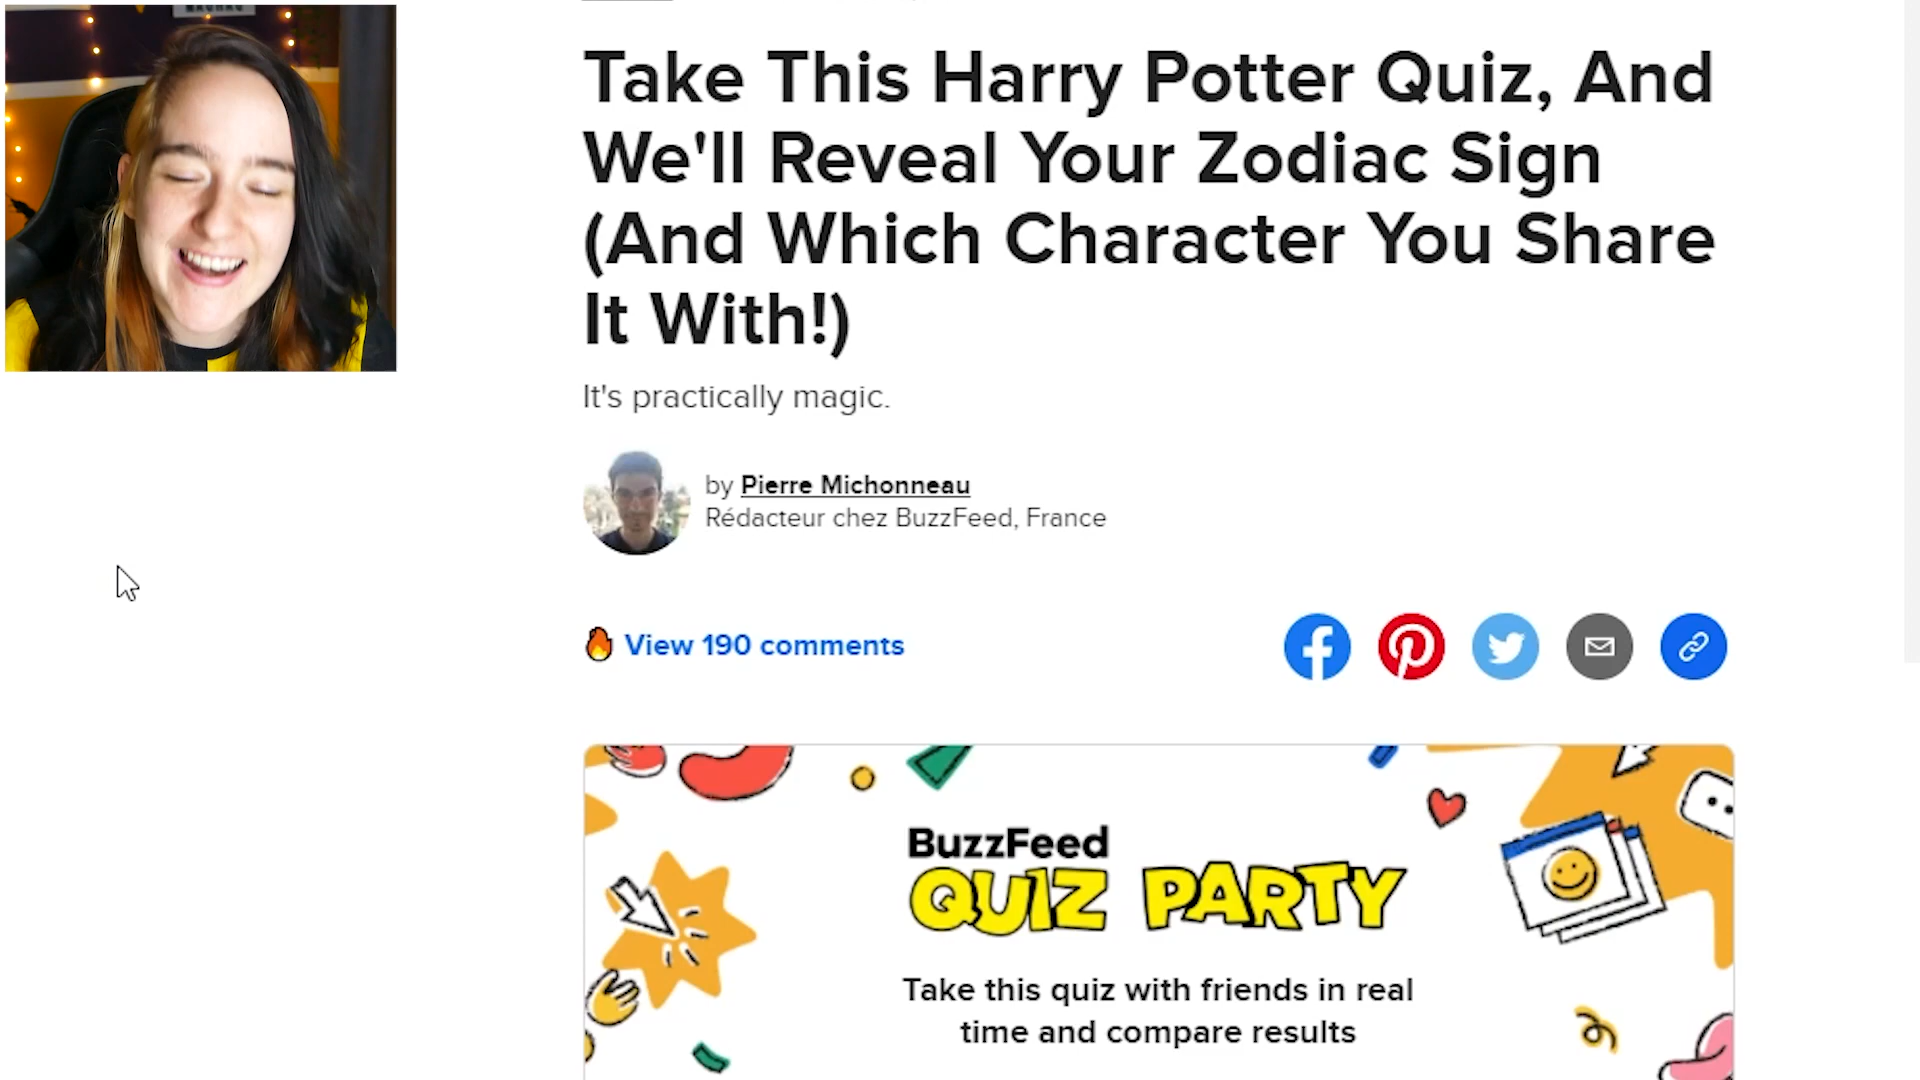 Take This Harry Potter Quiz, And
We'll Reveal Your Zodiac Sign
(And Which Character You Share
It With!)
It's practically magic.
by Pierre Michonneau
Rédacteur chez BuzzFeed, France
View 190 comments
BuzzFeed
QUIZ PARTY
Take this quiz with friends in real
time and compare results